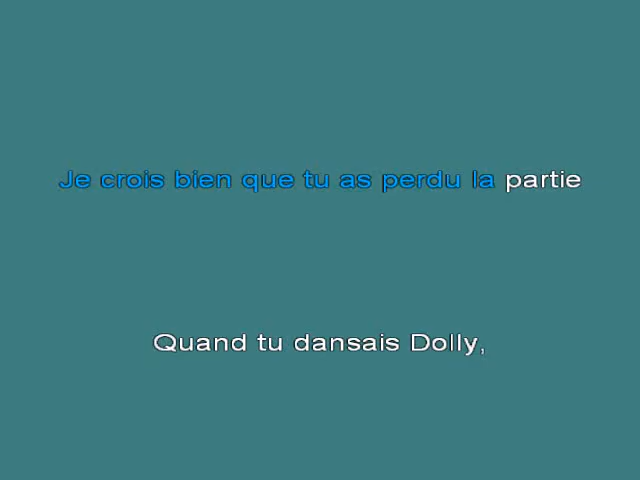 Je crois bien que tu as perdu la partie
Quand tu dansais Dolly,